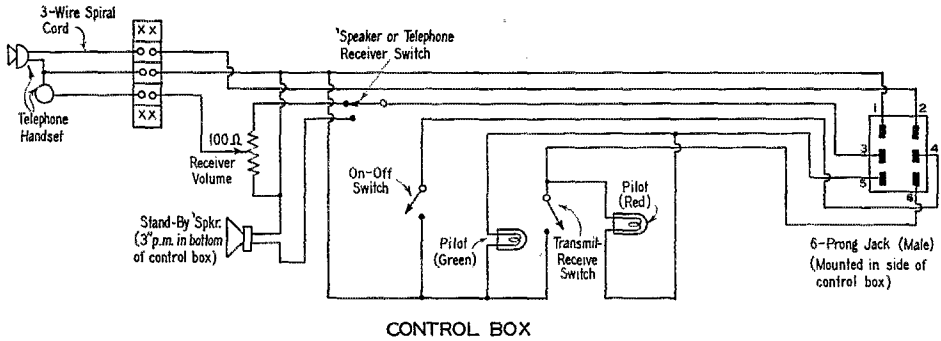 3-Wire Spiral
Cord
XX
XX
Telephone
Handset
Speaker or Telephone
Receiver Switch
100Ω
Receiver
Volume
On-Off
Switch
Stand-By Spkr.
(3" p.m. in bottom
of control box)
Pilot
(Green)
Transmit-
Receive
Switch
Pilot
(Red)
1
2
3
4
5
6
6-Prong Jack (Male)
(Mounted in side of
control box)
CONTROL BOX